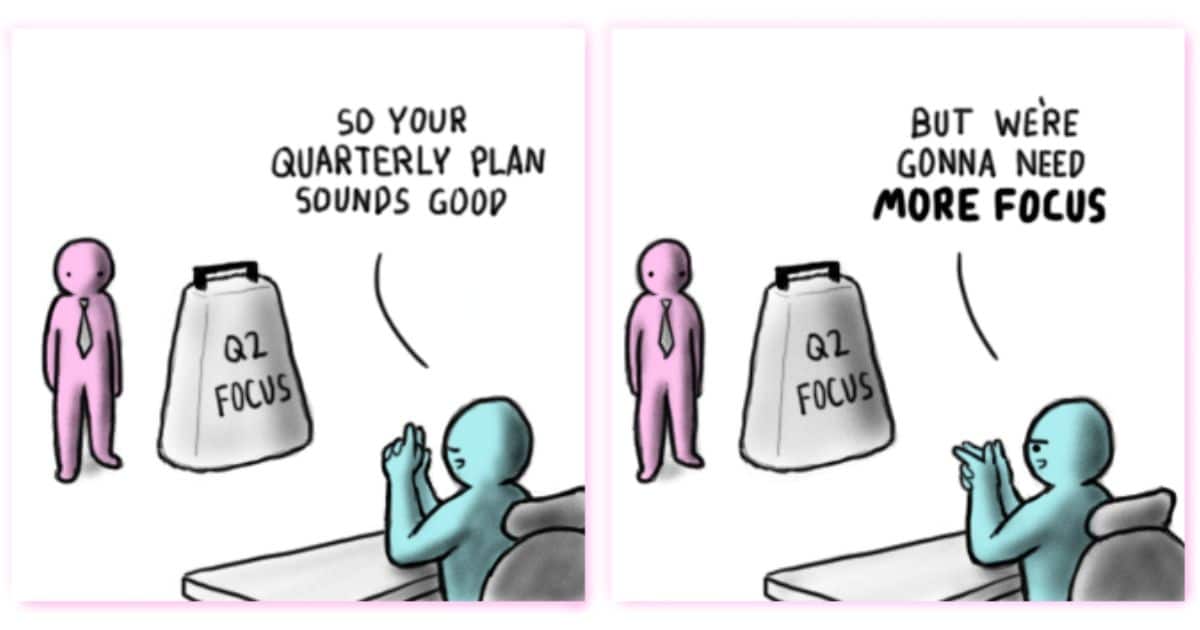 SO YOUR
QUARTERLY PLAN
SOUNDS GOOD
Q2
FOCUS
BUT WE'RE
GONNA NEED
MORE FOCUS
Q2
FOCUS